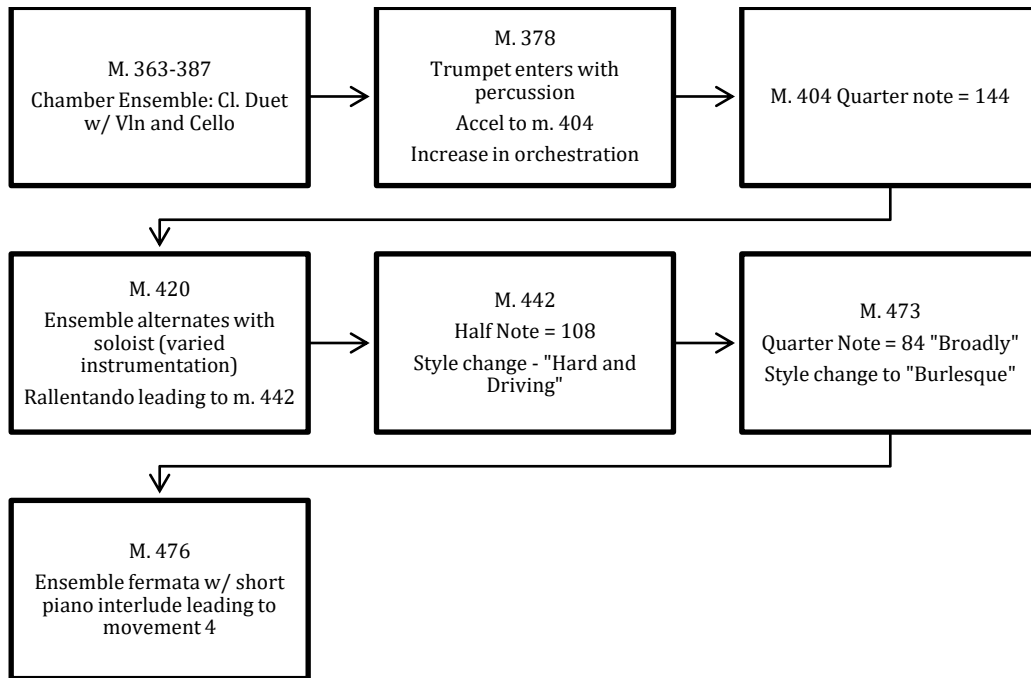 M. 363-387
Chamber Ensemble: Cl. Duet
w/ Vln and Cello
M. 378
Trumpet enters with
percussion
Accel to m. 404
Increase in orchestration
M. 404 Quarter note = 144
M. 420
Ensemble alternates with
soloist (varied
instrumentation)
Rallentando leading to m. 442
M. 442
Half Note = 108
Style change - "Hard and
Driving"
M. 473
Quarter Note = 84 "Broadly"
Style change to "Burlesque"
M. 476
Ensemble fermata w/ short
piano interlude leading to
movement 4